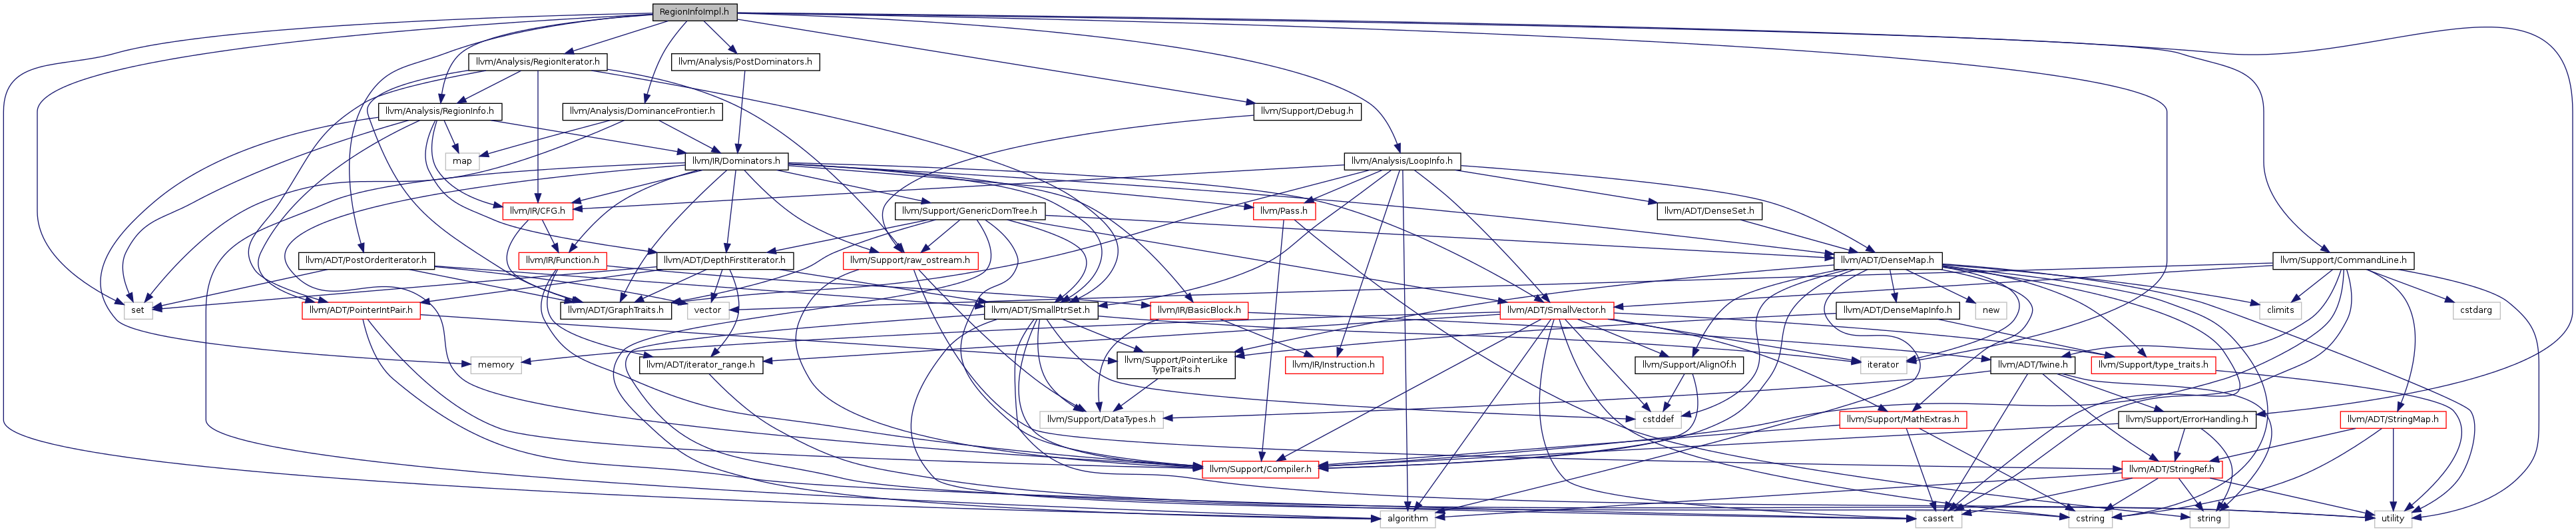 RegionInfoImpl.h
llvm/Analysis/RegionIterator.h
llvm/Analysis/PostDominators.h
llvm/Analysis/RegionInfo.h
llvm/Analysis/DominanceFrontier.h
llvm/Support/Debug.h
map
llvm/IR/Dominators.h
llvm/Analysis/LoopInfo.h
llvm/IR/CFG.h
llvm/Support/GenericDomTree.h
llvm/Pass.h
llvm/ADT/DenseSet.h
llvm/ADT/PostOrderIterator.h
llvm/IR/Function.h
llvm/ADT/DepthFirstIterator.h
llvm/Support/raw_ostream.h
llvm/ADT/DenseMap.h
llvm/Support/CommandLine.h
set
llvm/ADT/PointerIntPair.h
llvm/ADT/GraphTraits.h
vector
llvm/ADT/SmallPtrSet.h
llvm/IR/BasicBlock.h
llvm/ADT/SmallVector.h
llvm/ADT/DenseMapInfo.h
new
climits
cstdarg
memory
llvm/ADT/iterator_range.h
llvm/Support/PointerLike
TypeTraits.h
llvm/IR/Instruction.h
llvm/Support/AlignOf.h
iterator
llvm/ADT/Twine.h
llvm/Support/type_traits.h
llvm/Support/DataTypes.h
cstddef
llvm/Support/MathExtras.h
llvm/Support/ErrorHandling.h
llvm/ADT/StringMap.h
llvm/Support/Compiler.h
llvm/ADT/StringRef.h
algorithm
cassert
cstring
string
utility